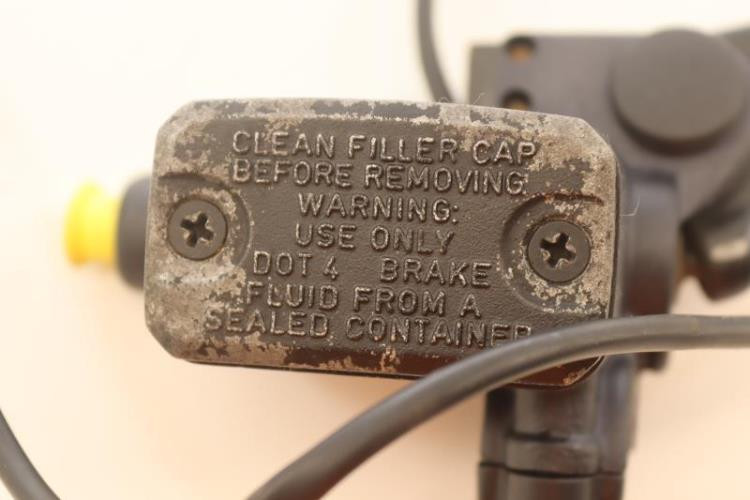 CLEAN FILLER CAP
BEFORE REMOVING.
WARNING:
USE ONLY
DOT 4 BRAKE
FLUID FROM A
SEALED CONTAINER